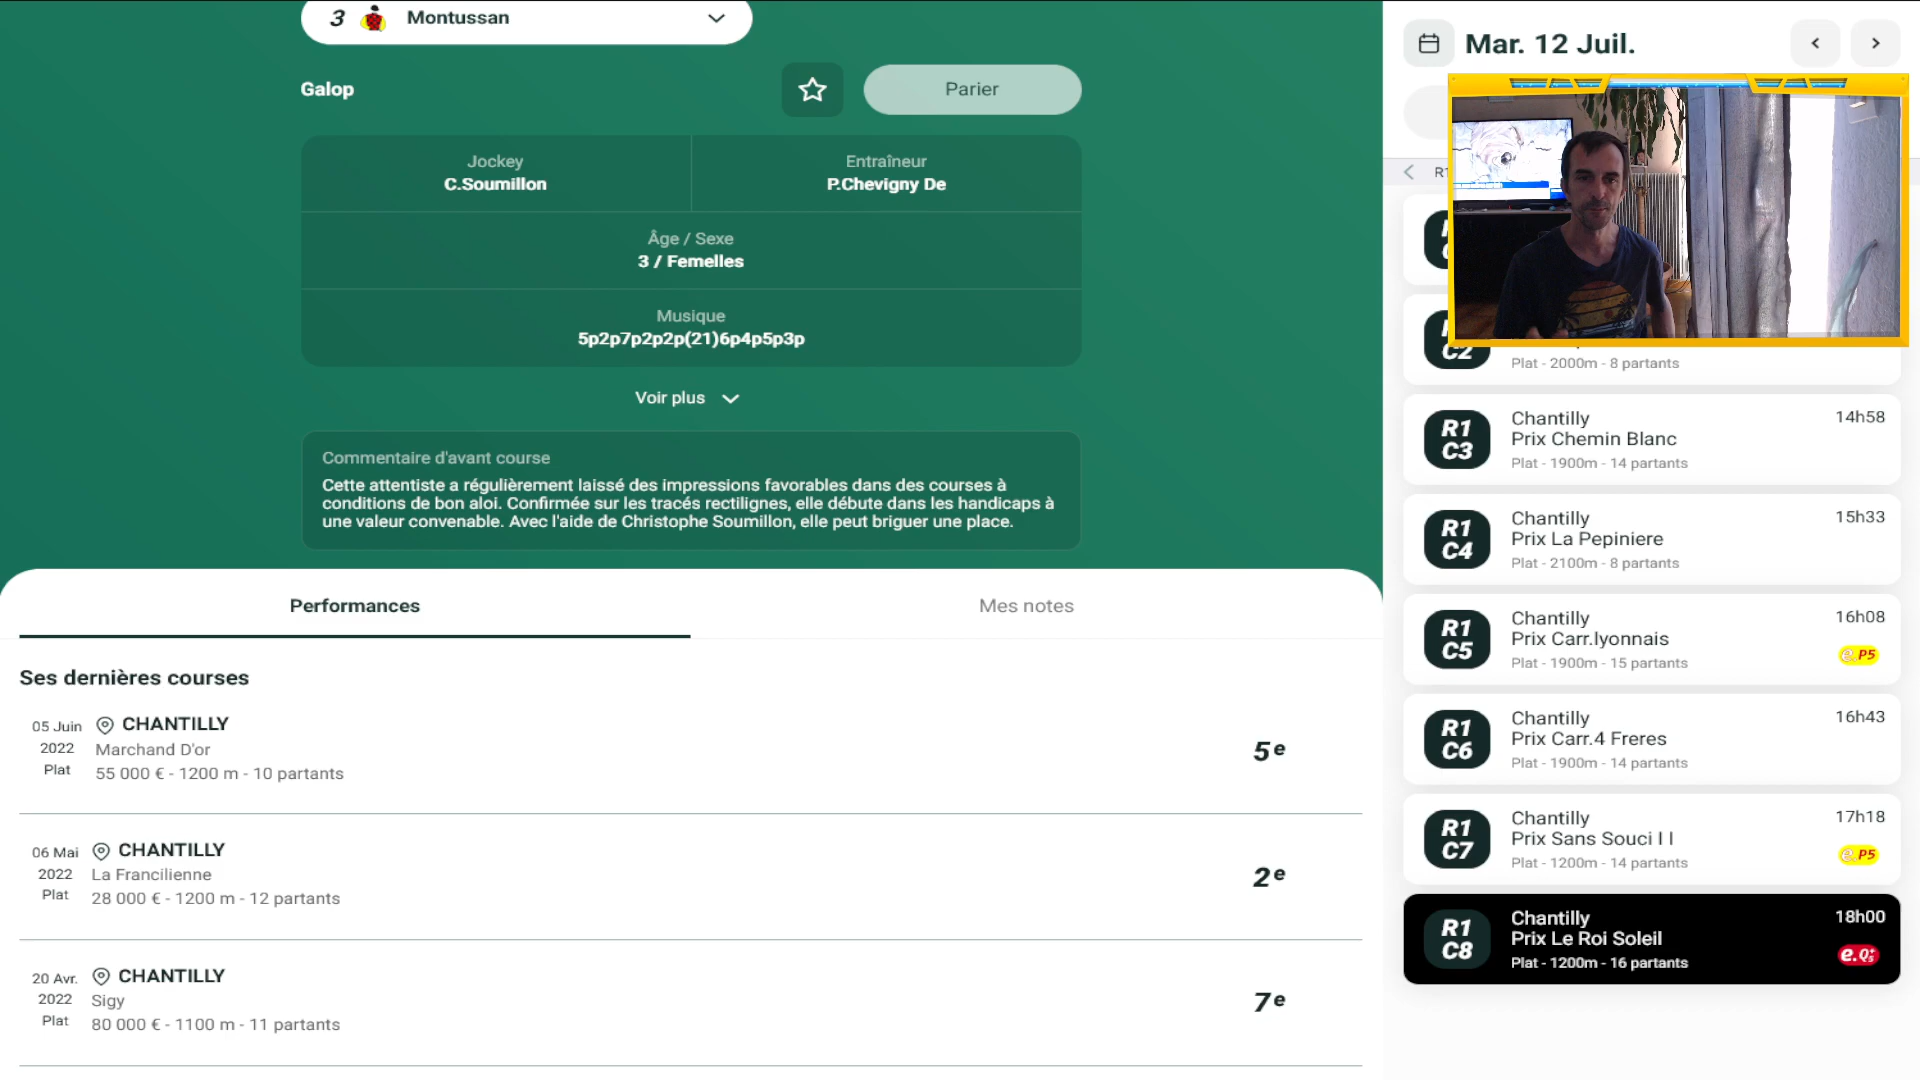 3 Montussan
Galop
Parier
Jockey
C.Soumillon
Entraîneur
P.Chevigny De
Âge / Sexe
3 / Femelles
Musique
5p2p7p2p2p(21)6p4p5p3p
Voir plus
Commentaire d'avant course
Cette attentiste a régulièrement laissé des impressions favorables dans des courses à
conditions de bon aloi. Confirmée sur les tracés rectilignes, elle débute dans les handicaps à
une valeur convenable. Avec l'aide de Christophe Soumillon, elle peut briguer une place.
Performances
Mes notes
Ses dernières courses
05 Juin
2022
Plat
CHANTILLY
Marchand D'or
55 000 € - 1200 m - 10 partants
5e
06 Mai
2022
Plat
CHANTILLY
La Francilienne
28 000 € - 1200 m - 12 partants
2e
20 Avr.
2022
Plat
CHANTILLY
Sigy
80 000 € - 1100 m - 11 partants
7e
Mar. 12 Juil.
R1
C2
Plat - 2000m - 8 partants
R1
C3
Chantilly
Prix Chemin Blanc
Plat - 1900m - 14 partants
14h58
R1
C4
Chantilly
Prix La Pepiniere
Plat - 2100m - 8 partants
15h33
R1
C5
Chantilly
Prix Carr.lyonnais
Plat - 1900m - 15 partants
16h08
e.P5
R1
C6
Chantilly
Prix Carr.4 Freres
Plat - 1900m - 14 partants
16h43
R1
C7
Chantilly
Prix Sans Souci I I
Plat - 1200m - 14 partants
17h18
e.P5
R1
C8
Chantilly
Prix Le Roi Soleil
Plat - 1200m - 16 partants
18h00
e.Q+5